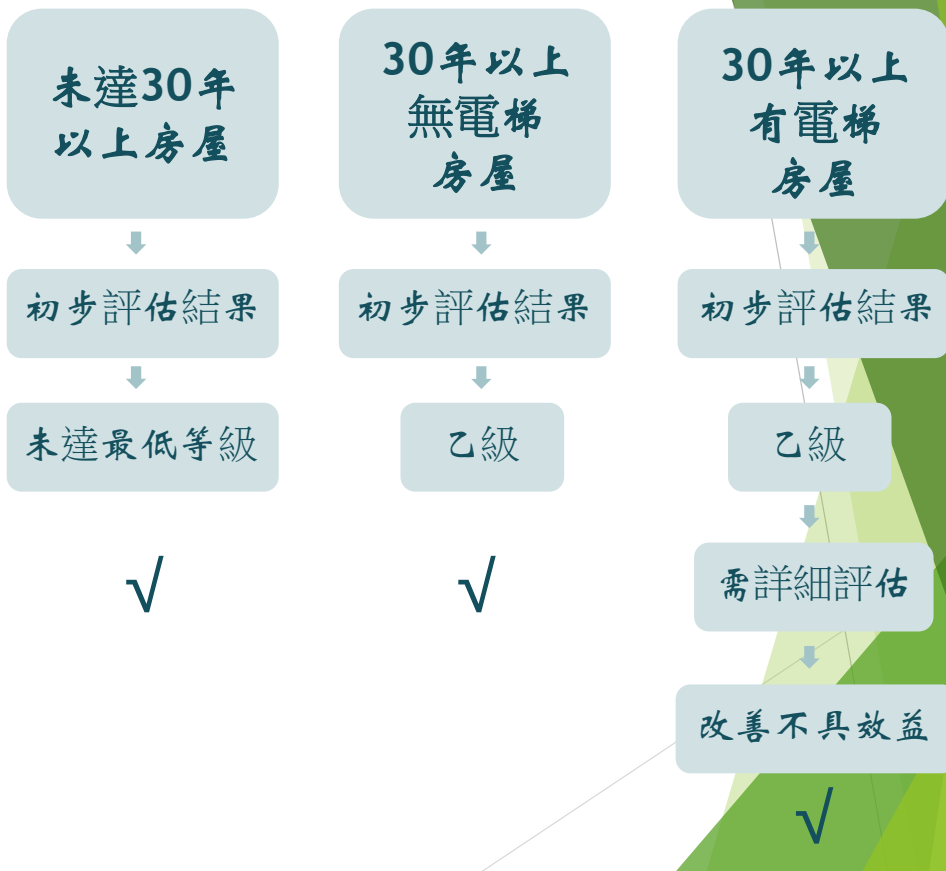 未達30年
以上房屋
初步評估結果
未達最低等級
√
30年以上
無電梯
房屋
初步評估結果
乙級
√
30年以上
有電梯
房屋
初步評估結果
乙級
需詳細評估
改善不具效益
√